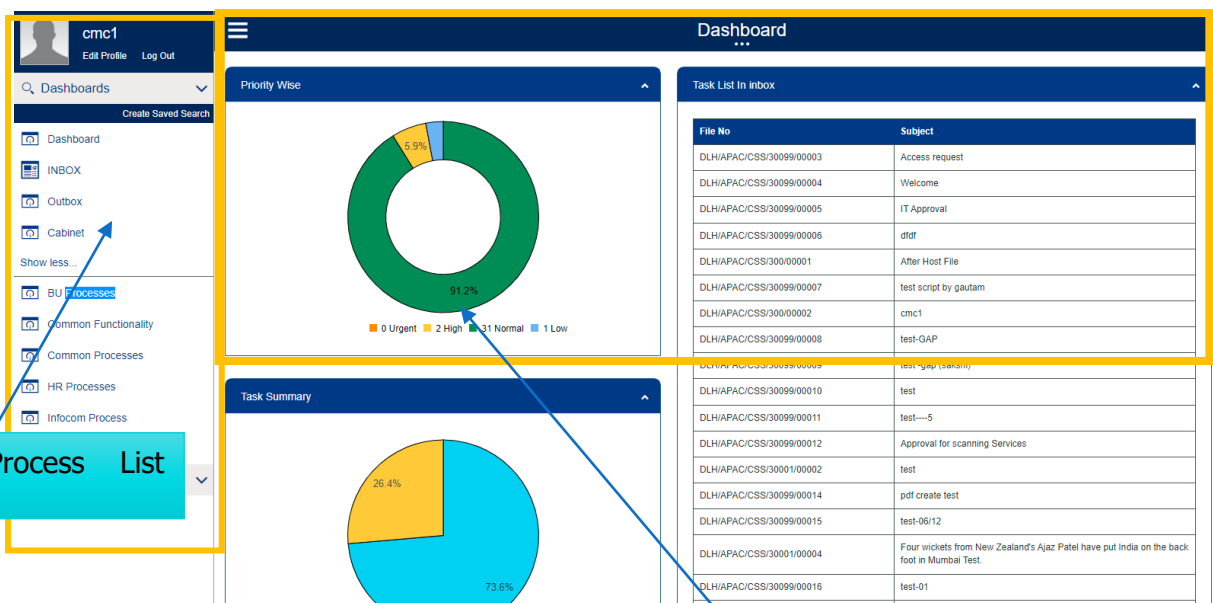 cmc1
Edit Profile Log Out
Dashboards
Create Saved Search
Dashboard
INBOX
Outbox
Cabinet
Show less...
BU Processes
Common Functionality
Common Processes
HR Processes
Infocom Process
Process List
Dashboard
Priority Wise
5.9%
91.2%
0 Urgent 2 High 31 Normal 1 Low
Task Summary
26.4%
73.6%
Task List In inbox
File No Subject
DLH/APAC/CSS/30099/00003 Access request
DLH/APAC/CSS/30099/00004 Welcome
DLH/APAC/CSS/30099/00005 IT Approval
DLH/APAC/CSS/30099/00006 dfdf
DLH/APAC/CSS/300/00001 After Host File
DLH/APAC/CSS/30099/00007 test script by gautam
DLH/APAC/CSS/300/00002 cmc1
DLH/APAC/CSS/30099/00008 test-GAP
DLH/APAC/CSS/30099/00009 test -gap (sakshi)
DLH/APAC/CSS/30099/00010 test
DLH/APAC/CSS/30099/00011 test----5
DLH/APAC/CSS/30099/00012 Approval for scanning Services
DLH/APAC/CSS/30001/00002 test
DLH/APAC/CSS/30099/00014 pdf create test
DLH/APAC/CSS/30099/00015 test-06/12
DLH/APAC/CSS/30001/00004 Four wickets from New Zealand's Ajaz Patel have put India on the back
foot in Mumbai Test.
DLH/APAC/CSS/30099/00016 test-01